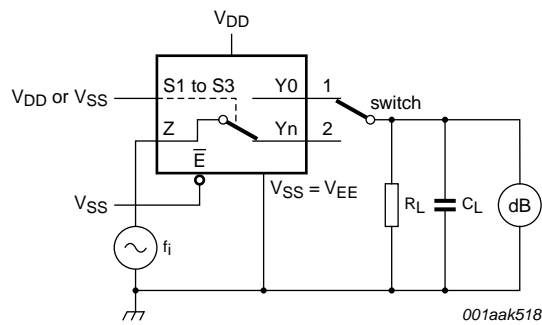 VDD
S1 to S3
Y0
1
switch
VDD or VSS
Z
Yn
2
E
VSS = VEE
VSS
RL
CL
dB
fi
001aak518